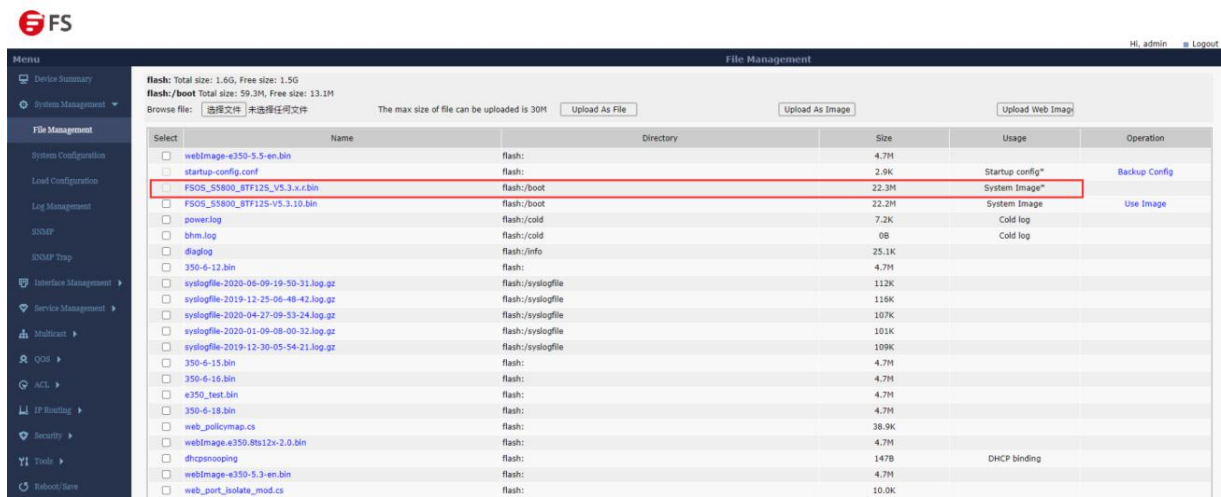 FS
Hi, admin Logout
Menu File Management
Device Summary
System Management
File Management
System Configuration
Load Configuration
Log Management
SNMP
SNMP Trap
Interface Management
Service Management
Multicast
QOS
ACL
IP Routing
Security
Tools
Reboot/Save
flash: Total size: 1.6G, Free size: 1.5G
flash:/boot Total size: 59.3M, Free size: 13.1M
Browse file: 选择文件 未选择任何文件 The max size of file can be uploaded is 30M Upload As File Upload As Image Upload Web Imag
Select Name Directory Size Usage Operation
webImage-e350-5.5-en.bin flash: 4.7M
startup-config.conf flash: 2.9K Startup config* Backup Config
FSOS_S5800_8TF12S_V5.3.x.r.bin flash:/boot 22.3M System Image*
FSOS_S5800_8TF12S-V5.3.10.bin flash:/boot 22.2M System Image Use Image
power.log flash:/cold 7.2K Cold log
bhm.log flash:/cold 0B Cold log
diaglog flash:/info 25.1K
350-6-12.bin flash: 4.7M
syslogfile-2020-06-09-19-50-31.log.gz flash:/syslogfile 112K
syslogfile-2019-12-25-06-48-42.log.gz flash:/syslogfile 116K
syslogfile-2020-04-27-09-53-24.log.gz flash:/syslogfile 107K
syslogfile-2020-01-09-08-00-32.log.gz flash:/syslogfile 101K
syslogfile-2019-12-30-05-54-21.log.gz flash:/syslogfile 109K
350-6-15.bin flash: 4.7M
350-6-16.bin flash: 4.7M
e350_test.bin flash: 4.7M
350-6-18.bin flash: 4.7M
web_policymap.cs flash: 38.9K
webImage.e350.8ts12x-2.0.bin flash: 4.7M
dhcpsnooping flash: 147B DHCP binding
webImage-e350-5.3-en.bin flash: 4.7M
web_port_isolate_mod.cs flash: 10.0K